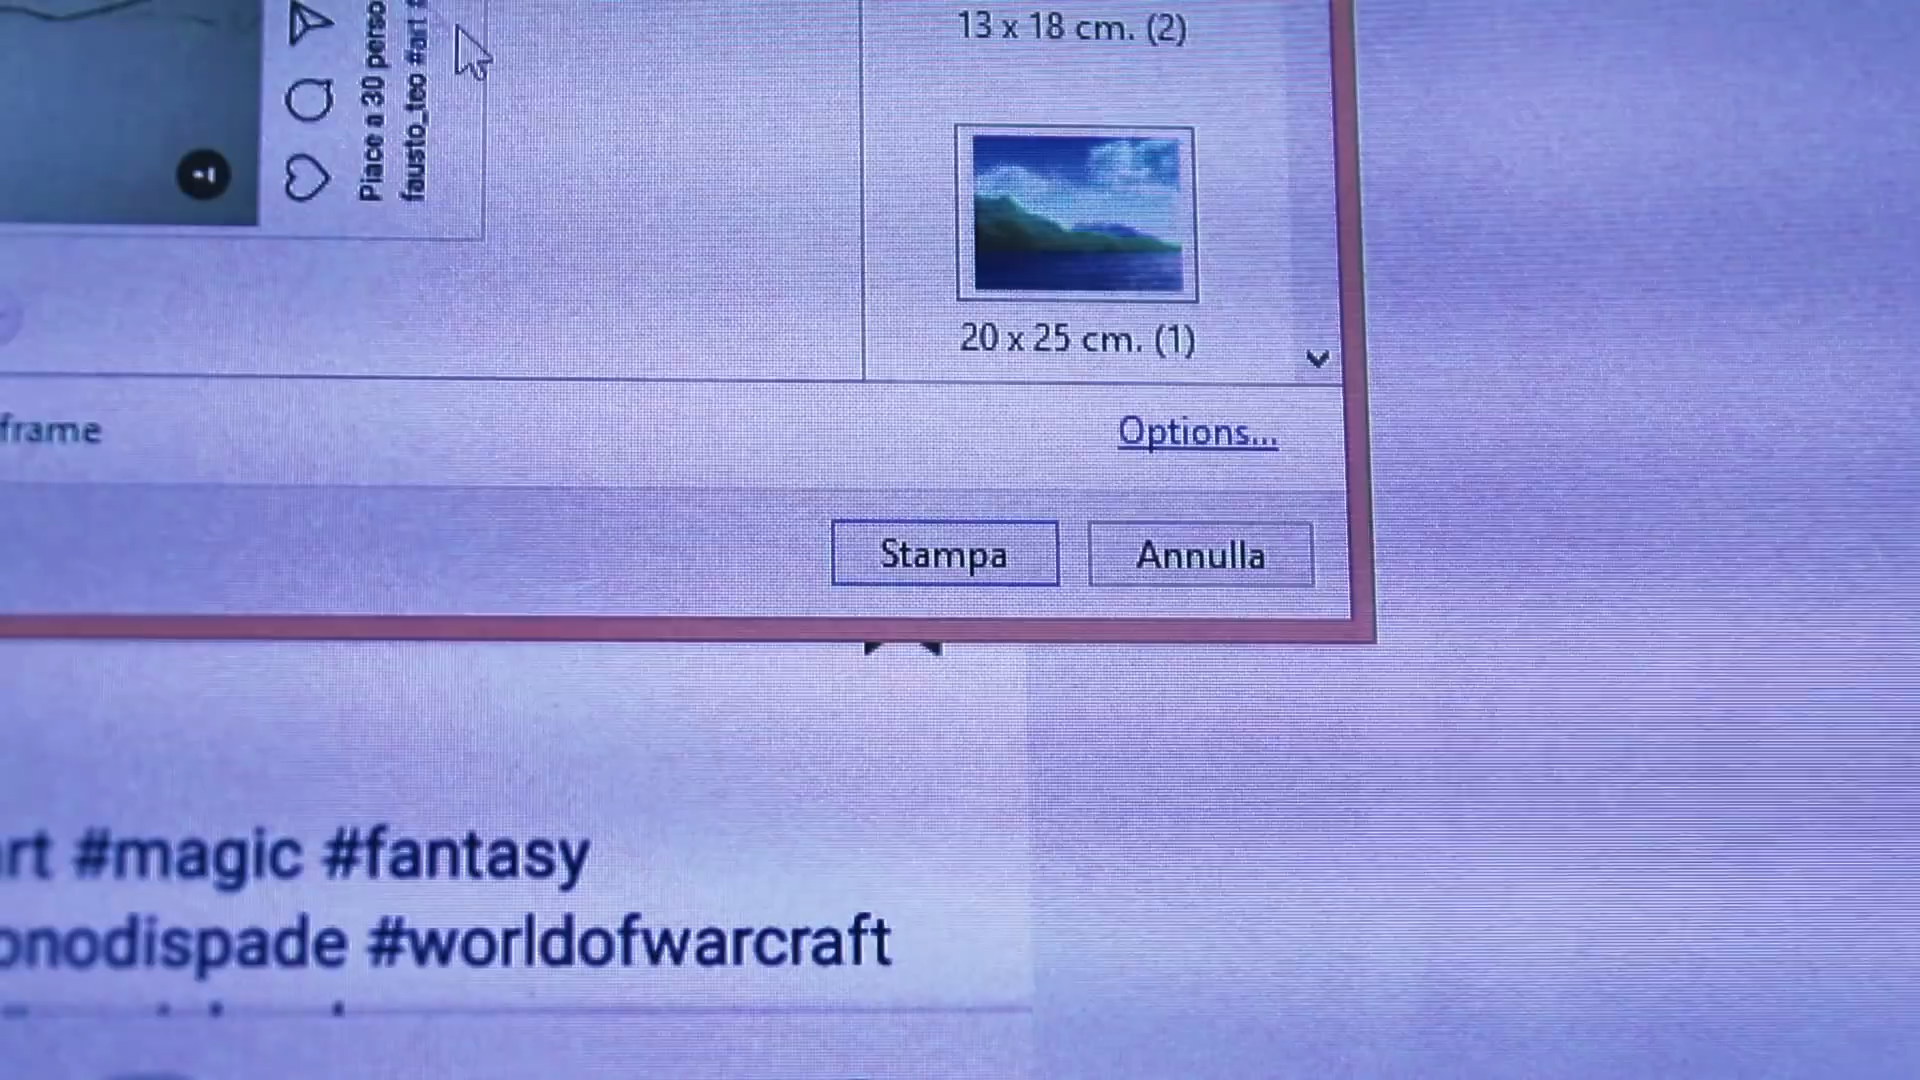 13 x 18 cm. (2)
Piace a 30 perso
fausto_teo #art
20 x 25 cm. (1)
frame
Options...
Stampa
Annulla
rt #magic #fantasy
onodispade #worldofwarcraft